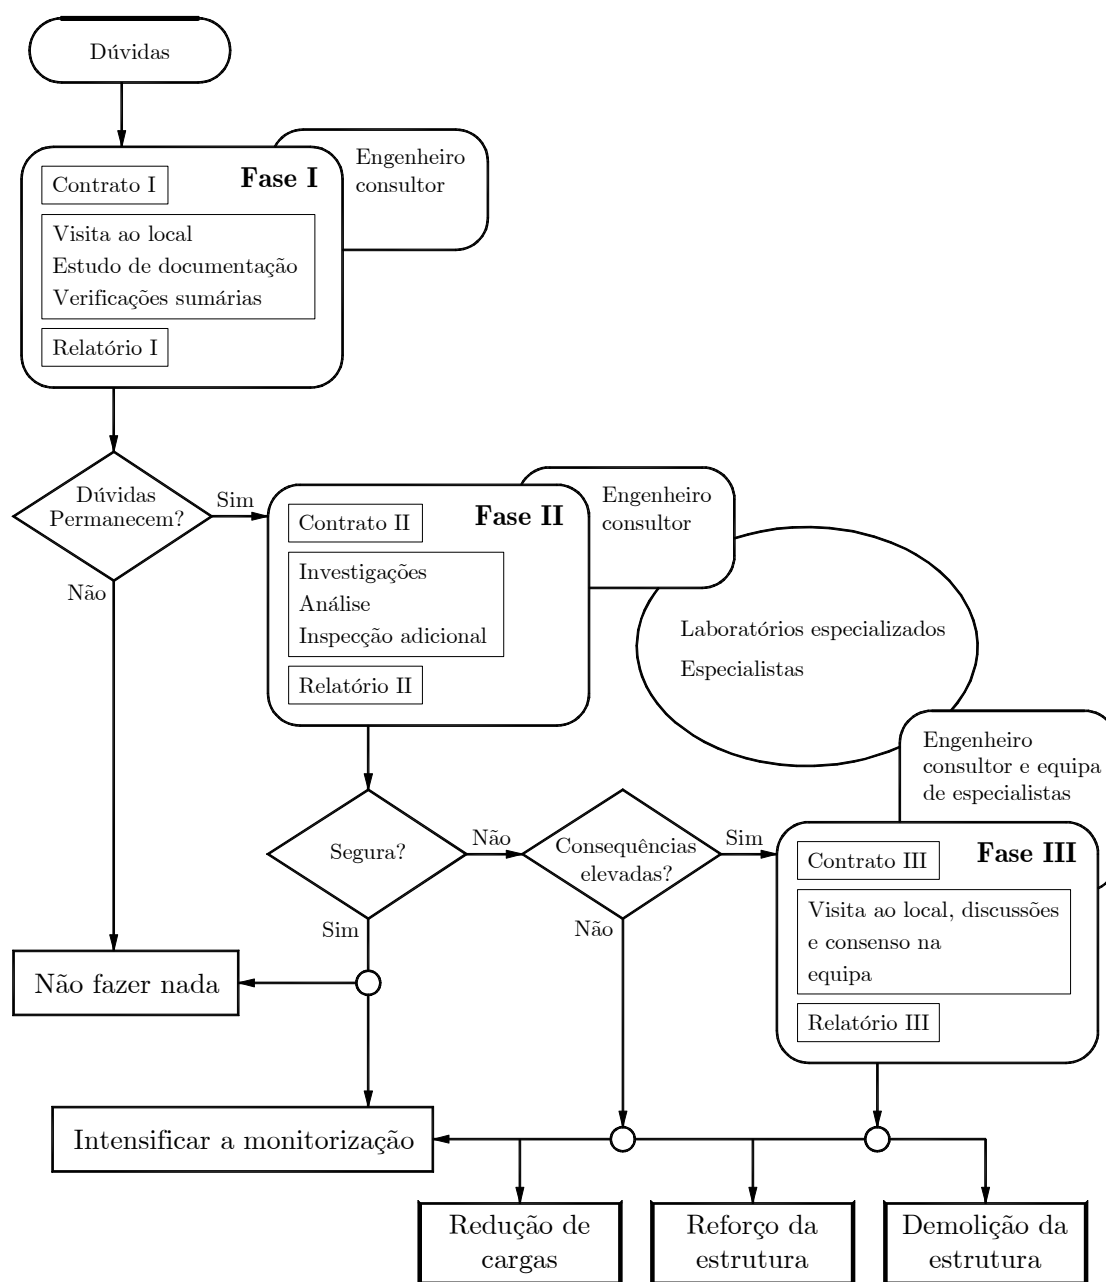 Dúvidas
Engenheiro
consultor
Fase I
Contrato I
Visita ao local
Estudo de documentação
Verificações sumárias
Relatório I
Dúvidas
Permanecem?
Sim
Não
Engenheiro
consultor
Fase II
Contrato II
Investigações
Análise
Inspecção adicional
Relatório II
Laboratórios especializados
Especialistas
Engenheiro
consultor e equipa
de especialistas
Segura?
Não
Sim
Consequências
elevadas?
Sim
Não
Fase III
Contrato III
Visita ao local, discussões
e consenso na
equipa
Relatório III
Não fazer nada
Intensificar a monitorização
Redução de
cargas
Reforço da
estrutura
Demolição da
estrutura